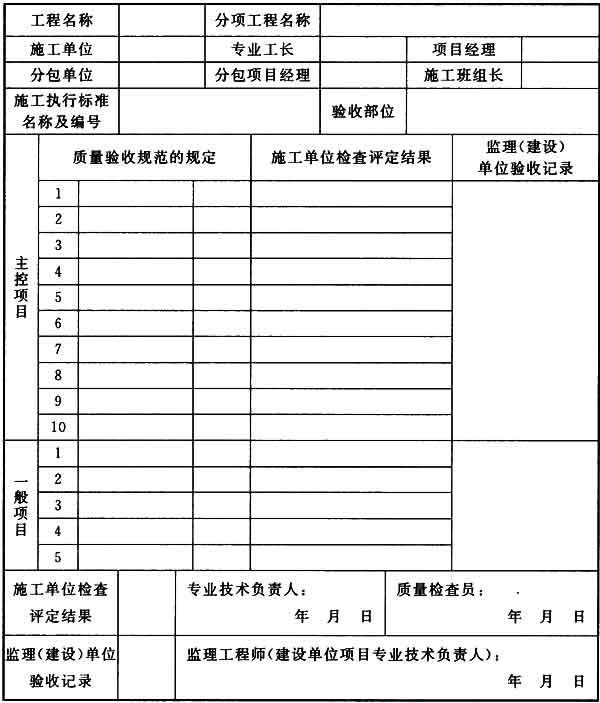 工程名称 分项工程名称
施工单位 专业工长 项目经理
分包单位 分包项目经理 施工班组长
施工执行标准
名称及编号
验收部位
质量验收规范的规定 施工单位检查评定结果
监理(建设)
单位验收记录
主控项目
1
2
3
4
5
6
7
8
9
10
一般项目
1
2
3
4
5
施工单位检查
评定结果
专业技术负责人:
年 月 日
质量检查员:
年 月 日
监理(建设)单位
验收记录
监理工程师(建设单位项目专业技术负责人):
年 月 日